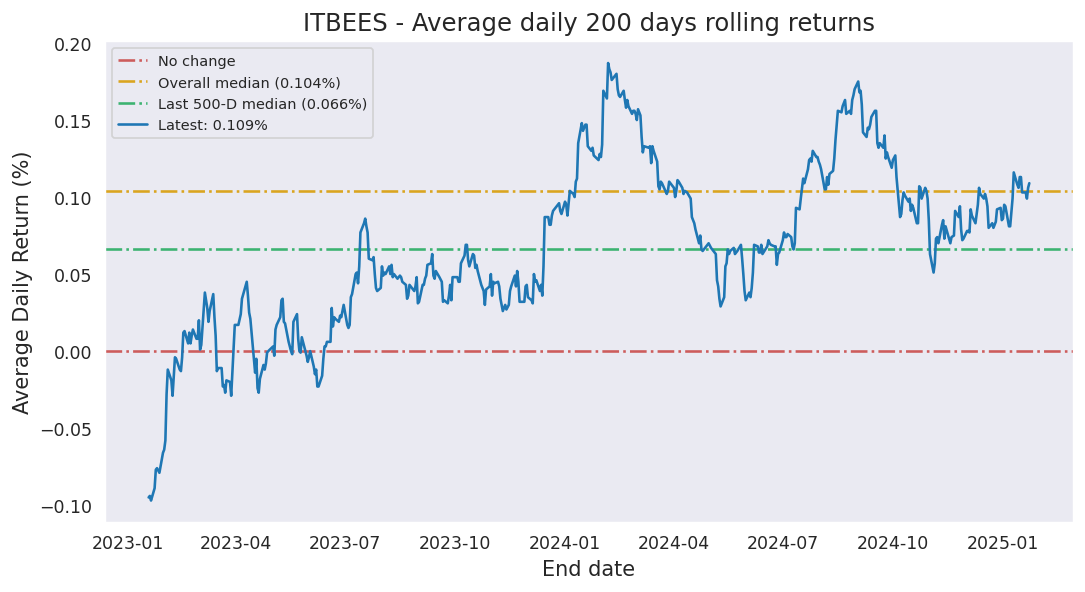 ITBEES - Average daily 200 days rolling returns
No change
Overall median (0.104%)
Last 500-D median (0.066%)
Latest: 0.109%
Average Daily Return (%)
0.20
0.15
0.10
0.05
0.00
−0.05
−0.10
2023-01 2023-04 2023-07 2023-10 2024-01 2024-04 2024-07 2024-10 2025-01
End date